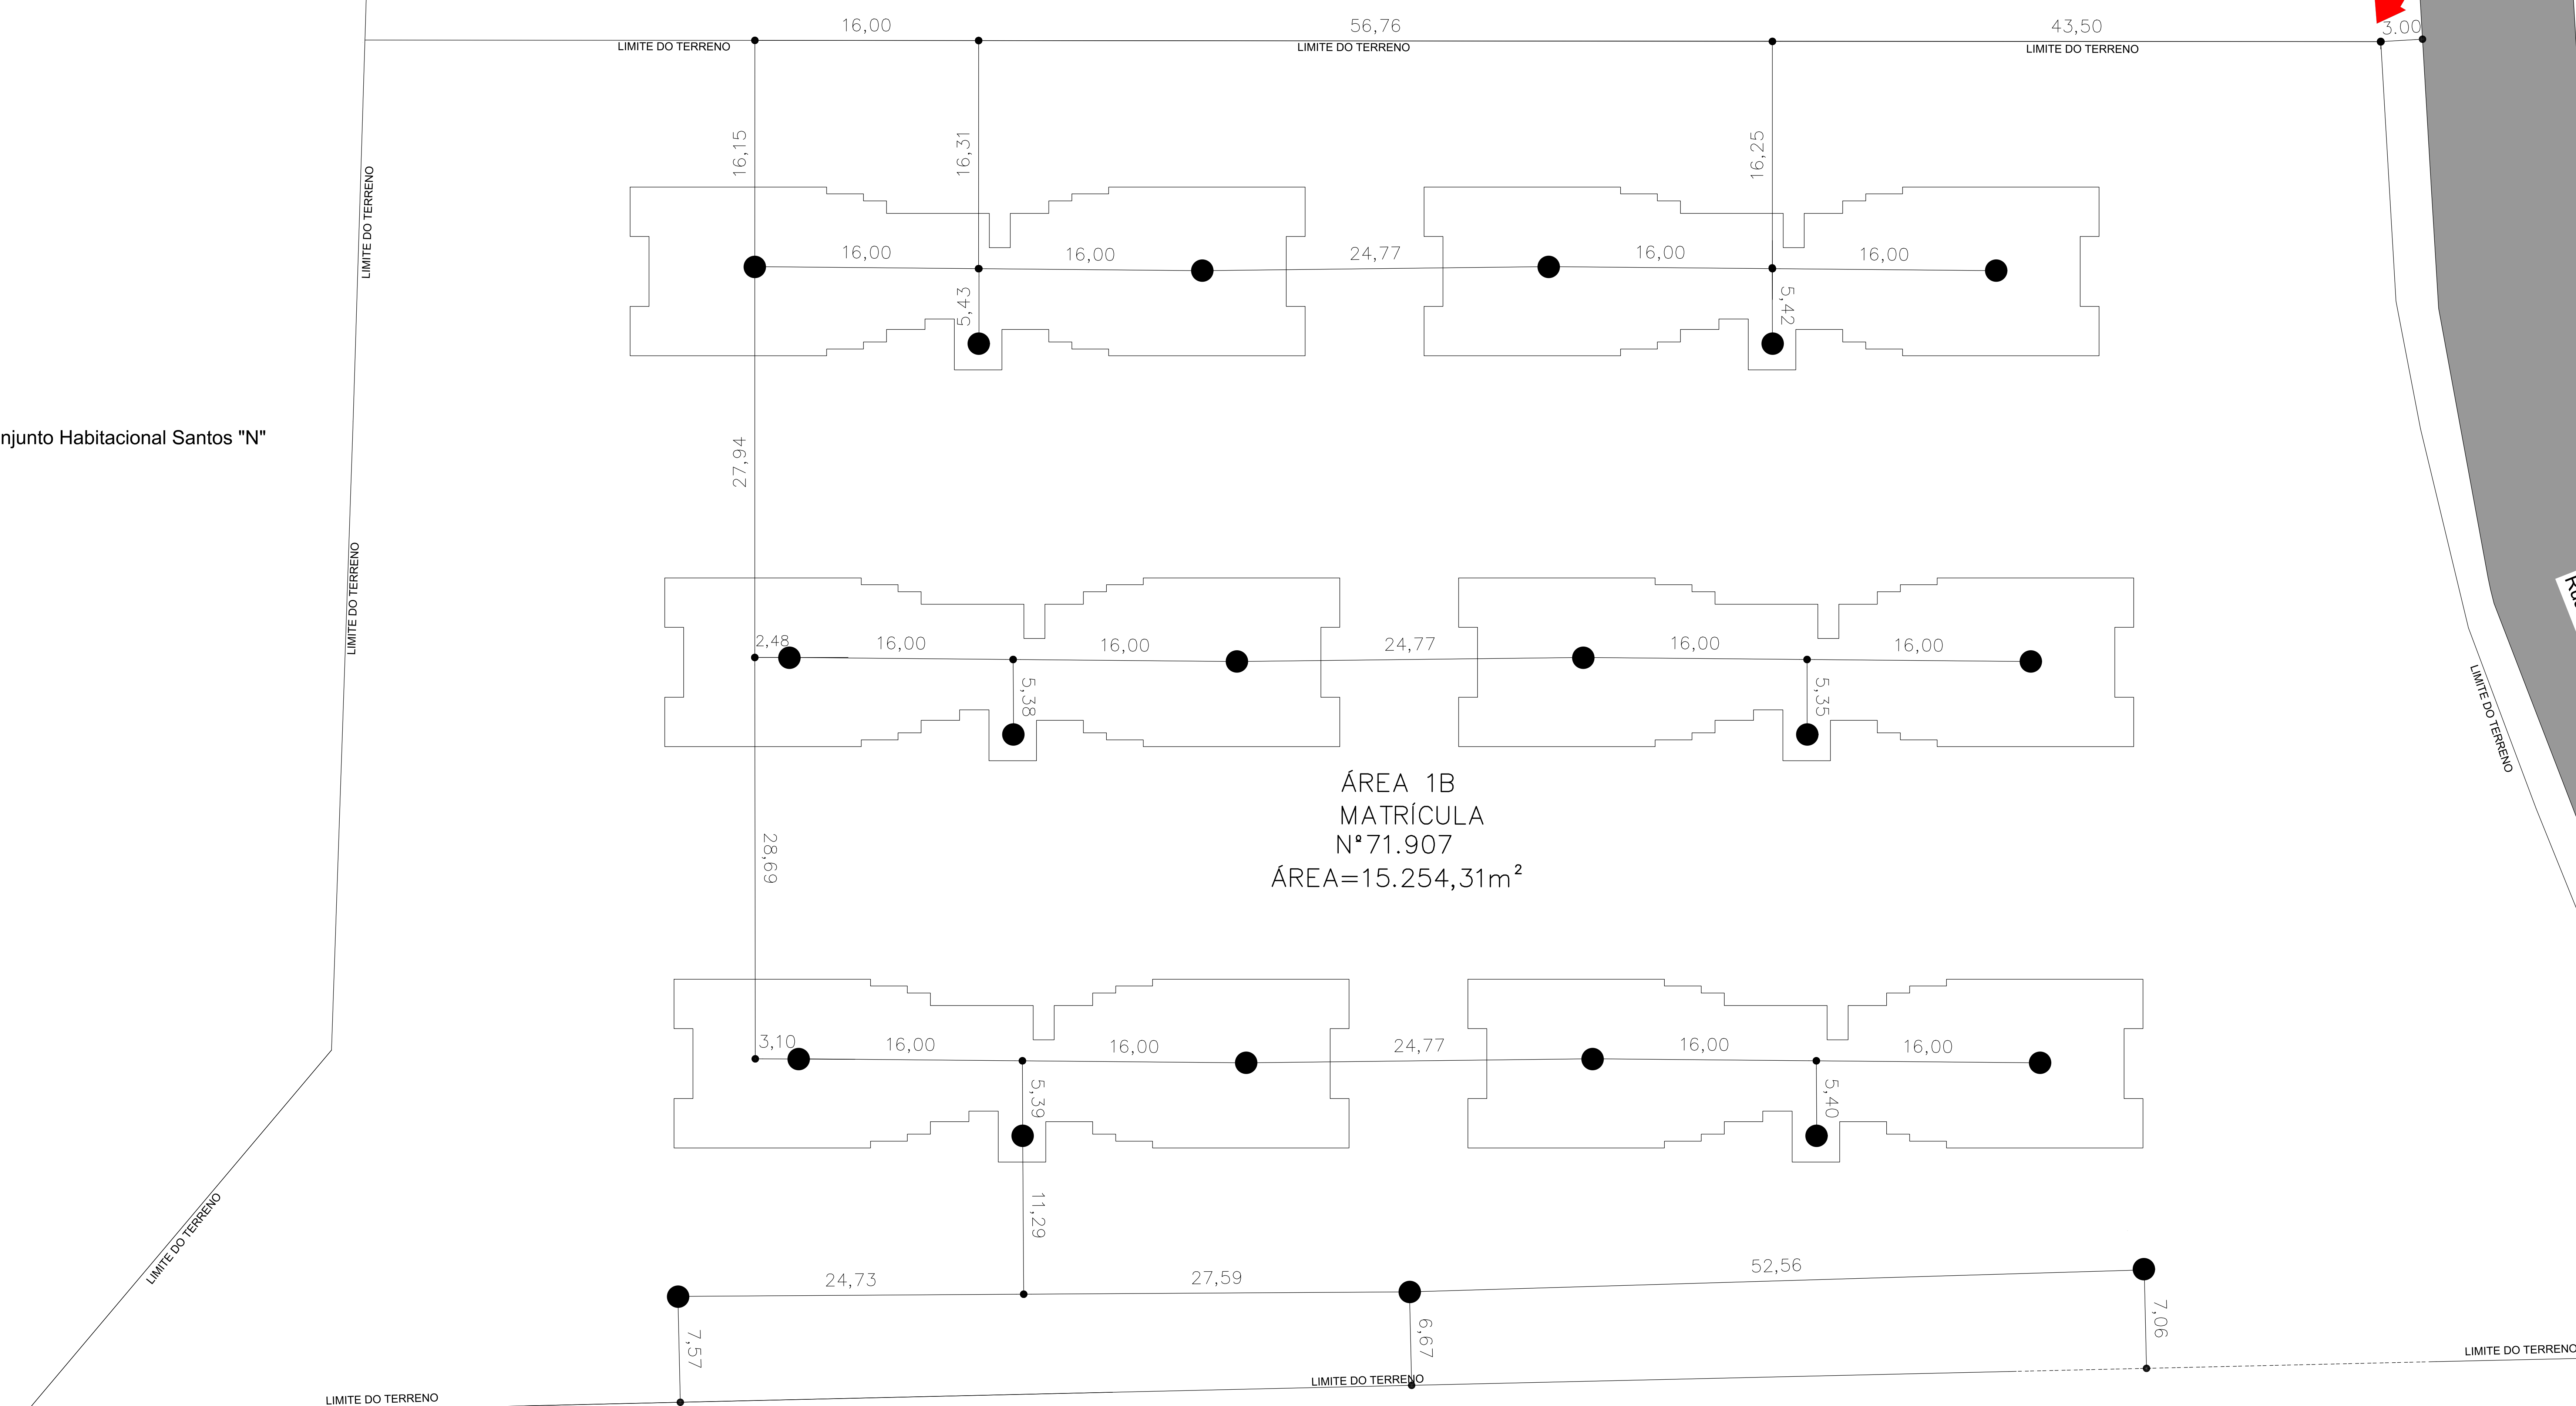 16,00
56,76
43,50
3.00
LIMITE DO TERRENO
LIMITE DO TERRENO
LIMITE DO TERRENO
16,15
16,31
16,25
LIMITE DO TERRENO
16,00
16,00
24,77
16,00
16,00
5,43
5,42
njunto Habitacional Santos "N"
27,94
LIMITE DO TERRENO
2,48
16,00
16,00
24,77
16,00
16,00
5,38
5,35
LIMITE DO TERRENO
ÁREA 1B
MATRÍCULA
Nº71.907
ÁREA=15.254,31m²
28,69
3,10
16,00
16,00
24,77
16,00
16,00
5,39
5,40
LIMITE DO TERRENO
11,29
24,73
27,59
52,56
7,57
6,67
7,06
LIMITE DO TERRENO
LIMITE DO TERRENO
LIMITE DO TERRENO